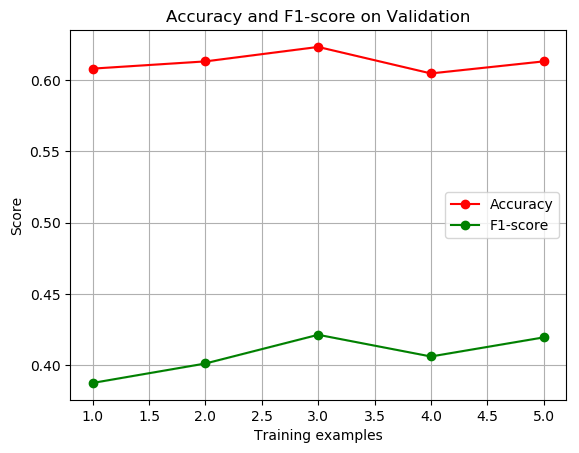 Accuracy and F1-score on Validation
Score
0.60
0.55
0.50
0.45
0.40
Accuracy
F1-score
1.0 1.5 2.0 2.5 3.0 3.5 4.0 4.5 5.0
Training examples